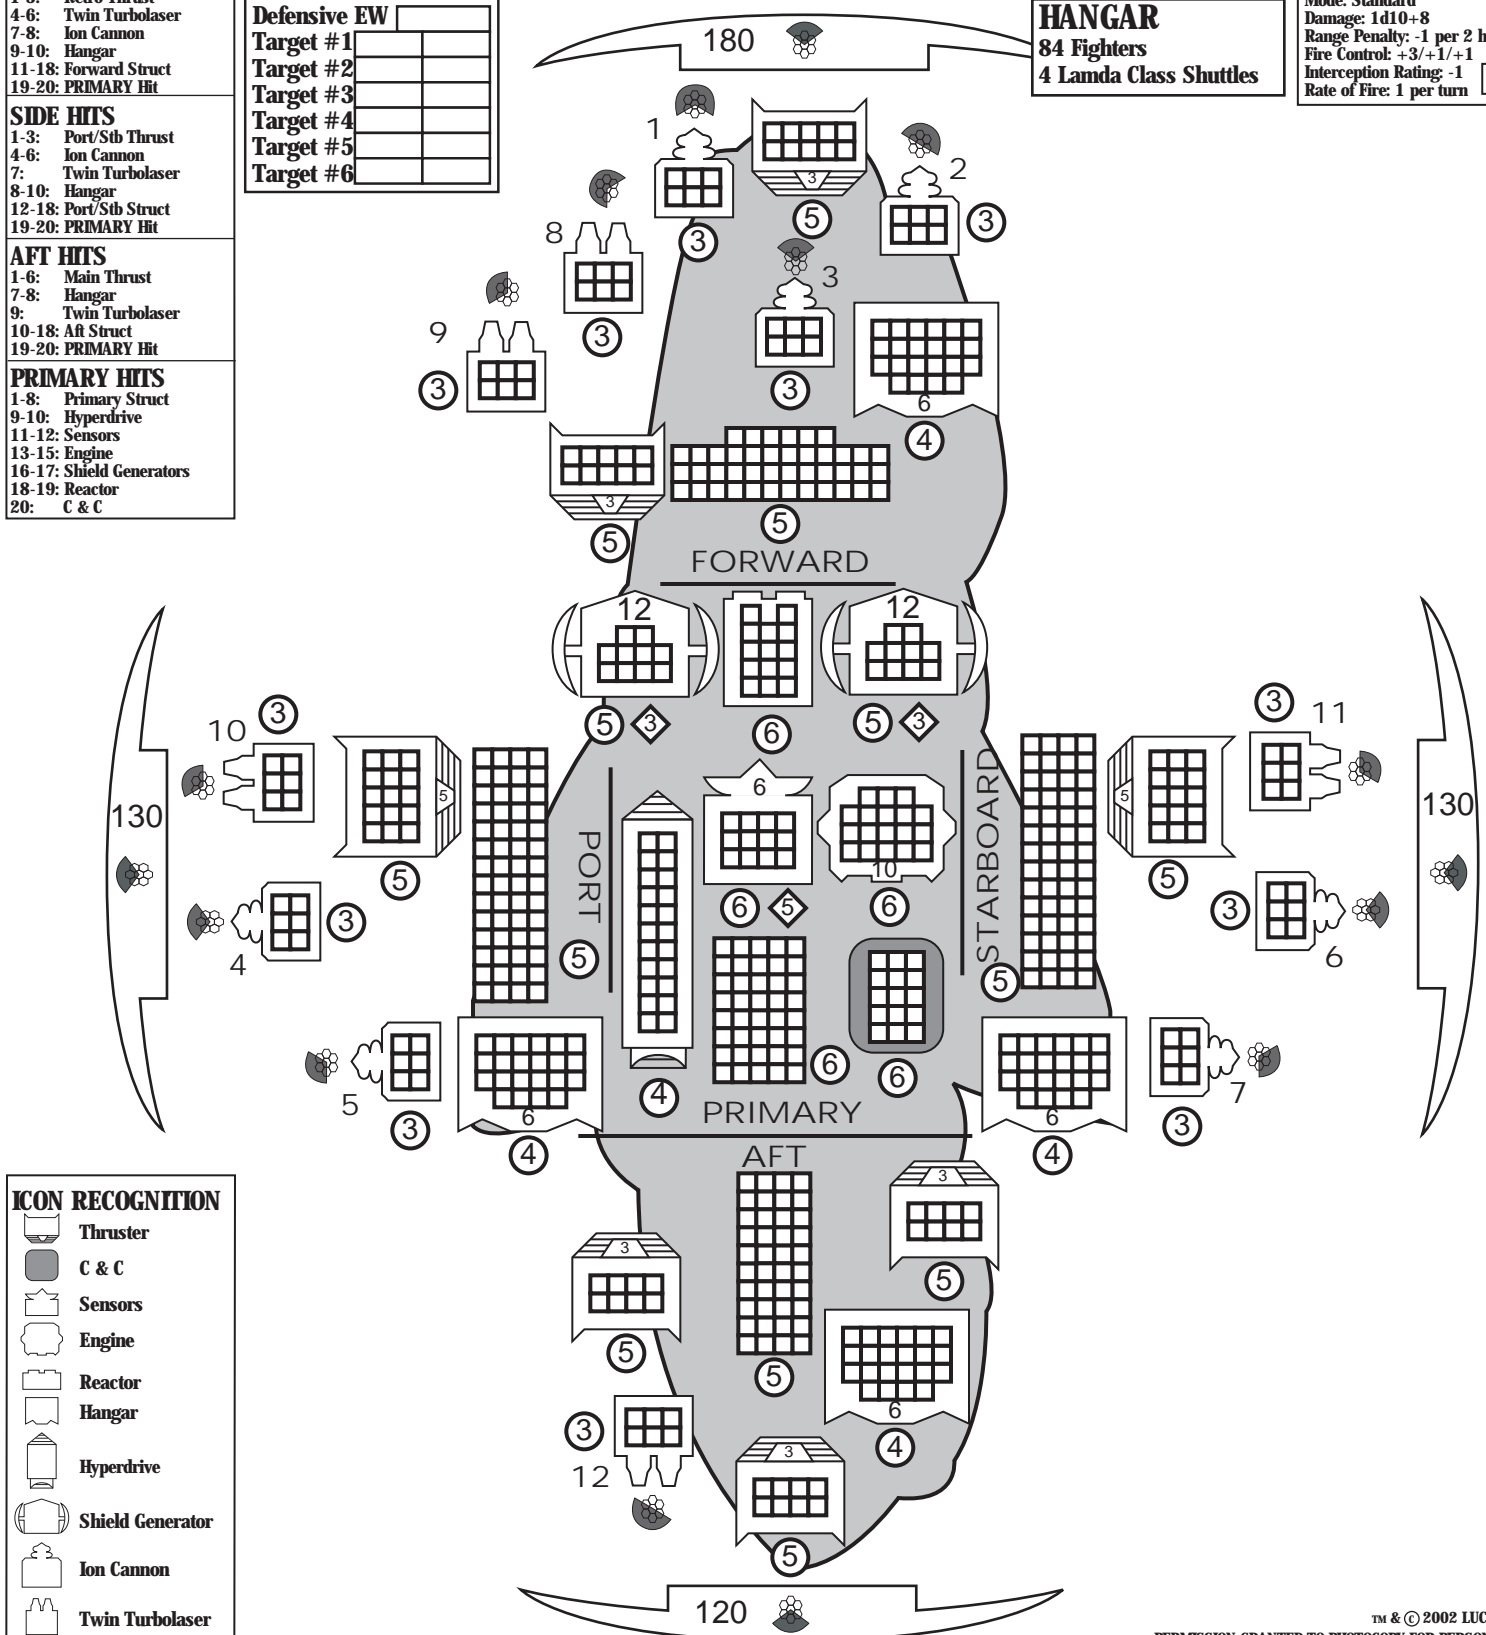 4-6: Twin Turbolaser
7-8: Ion Cannon
9-10: Hangar
11-18: Forward Struct
19-20: PRIMARY Hit
SIDE HITS
1-3: Port/Stb Thrust
4-6: Ion Cannon
7: Twin Turbolaser
8-10: Hangar
12-18: Port/Stb Struct
19-20: PRIMARY Hit
AFT HITS
1-6: Main Thrust
7-8: Hangar
9: Twin Turbolaser
10-18: Aft Struct
19-20: PRIMARY Hit
PRIMARY HITS
1-8: Primary Struct
9-10: Hyperdrive
11-12: Sensors
13-15: Engine
16-17: Shield Generators
18-19: Reactor
20: C & C
Defensive EW
Target #1
Target #2
Target #3
Target #4
Target #5
Target #6
180
HANGAR
84 Fighters
4 Lamda Class Shuttles
Mode: Standard
Damage: 1d10+8
Range Penalty: -1 per 2 h
Fire Control: +3/+1/+1
Interception Rating: -1
Rate of Fire: 1 per turn
1
2
3
3
5
3
8
3
3
9
3
3
3
6
4
3
5
5
FORWARD
12
12
5
3
6
5
3
10
3
3
11
130
5
5
6
10
5
5
130
PORT
STARBOARD
4
3
5
6
5
6
5
3
6
5
3
6
4
6
6
6
4
6
4
7
3
PRIMARY
AFT
3
5
3
5
5
3
12
6
4
3
5
120
ICON RECOGNITION
Thruster
C & C
Sensors
Engine
Reactor
Hangar
Hyperdrive
Shield Generator
Ion Cannon
Twin Turbolaser
TM & © 2002 LUC